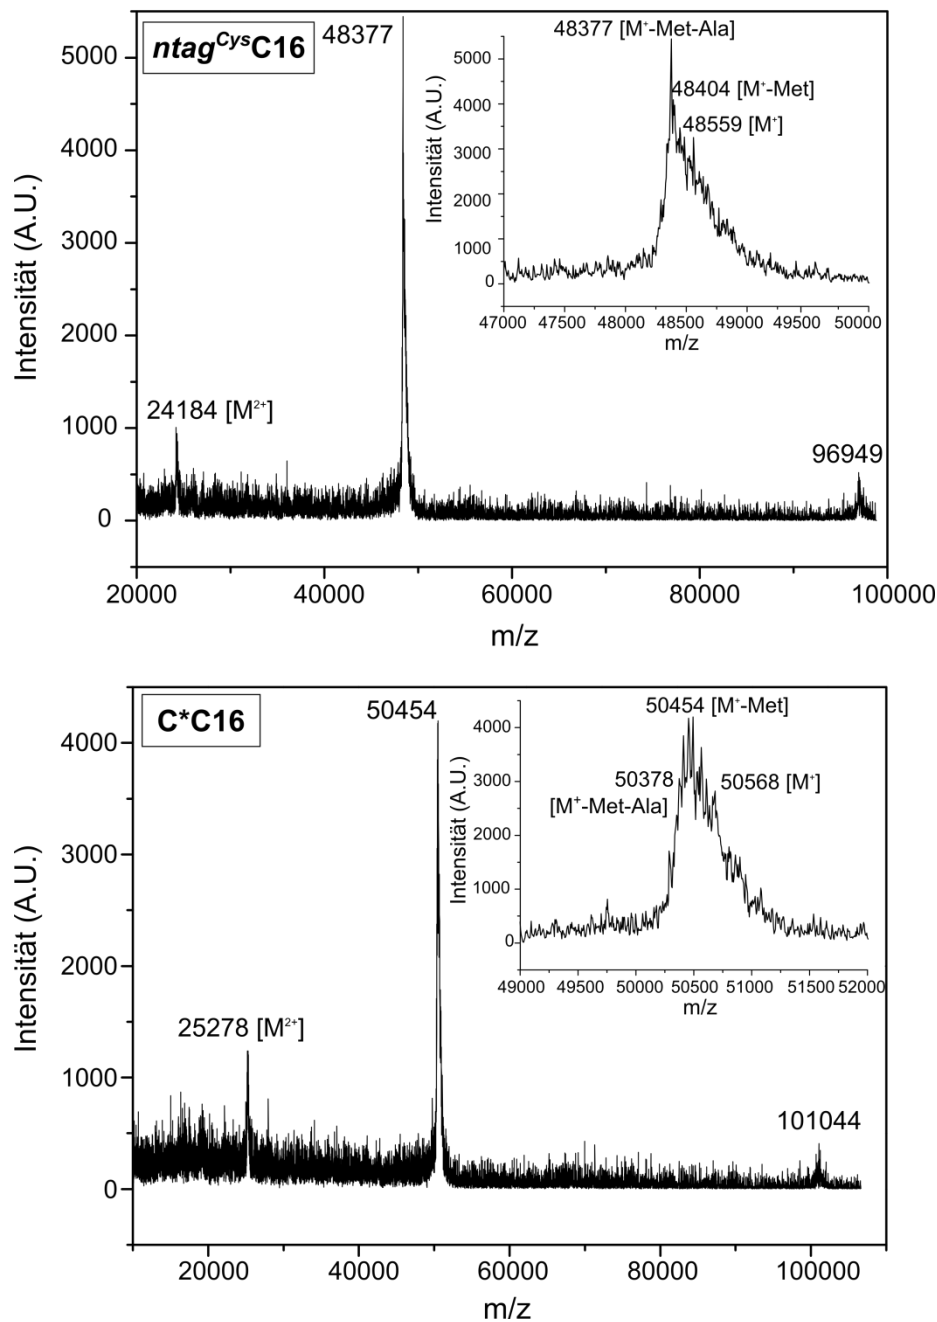 ntag^CysC16
48377
24184 [M²⁺]
96949
Intensität (A.U.)
5000
4000
3000
2000
1000
0
20000 40000 60000 80000 100000
m/z
48377 [M⁺-Met-Ala]
48404 [M⁺-Met]
48559 [M⁺]
Intensität (A.U.)
5000
4000
3000
2000
1000
0
47000 47500 48000 48500 49000 49500 50000
m/z
C*C16
50454
25278 [M²⁺]
101044
Intensität (A.U.)
4000
3000
2000
1000
0
20000 40000 60000 80000 100000
m/z
50454 [M⁺-Met]
50378
[M⁺-Met-Ala]
50568 [M⁺]
Intensität (A.U.)
4000
3000
2000
1000
0
49000 49500 50000 50500 51000 51500 52000
m/z